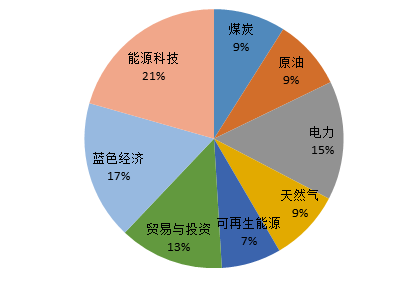 煤炭
9%
原油
9%
电力
15%
天然气
9%
可再生能源
7%
贸易与投资
13%
蓝色经济
17%
能源科技
21%